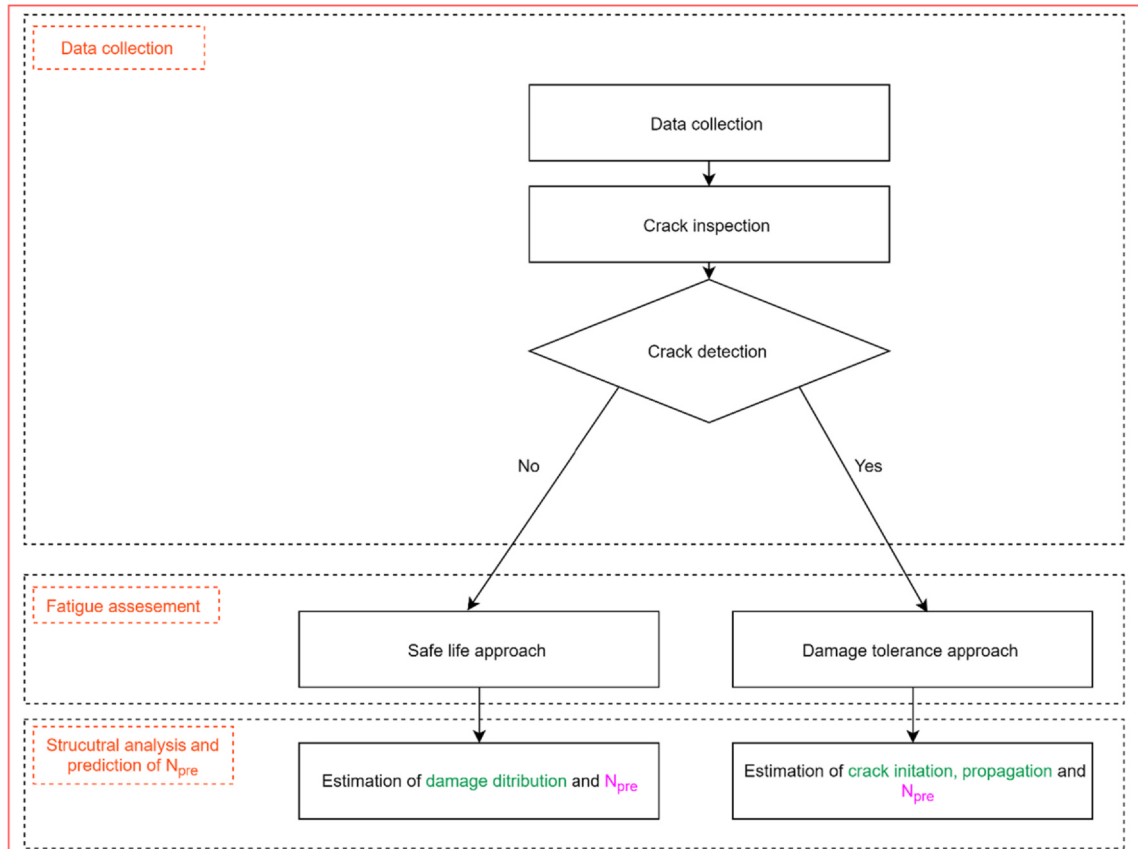 Data collection
Data collection
Crack inspection
Crack detection
No
Yes
Fatigue assesement
Safe life approach
Damage tolerance approach
Strucutral analysis and
prediction of Npre
Estimation of damage ditribution and Npre
Estimation of crack initation, propagation and
Npre